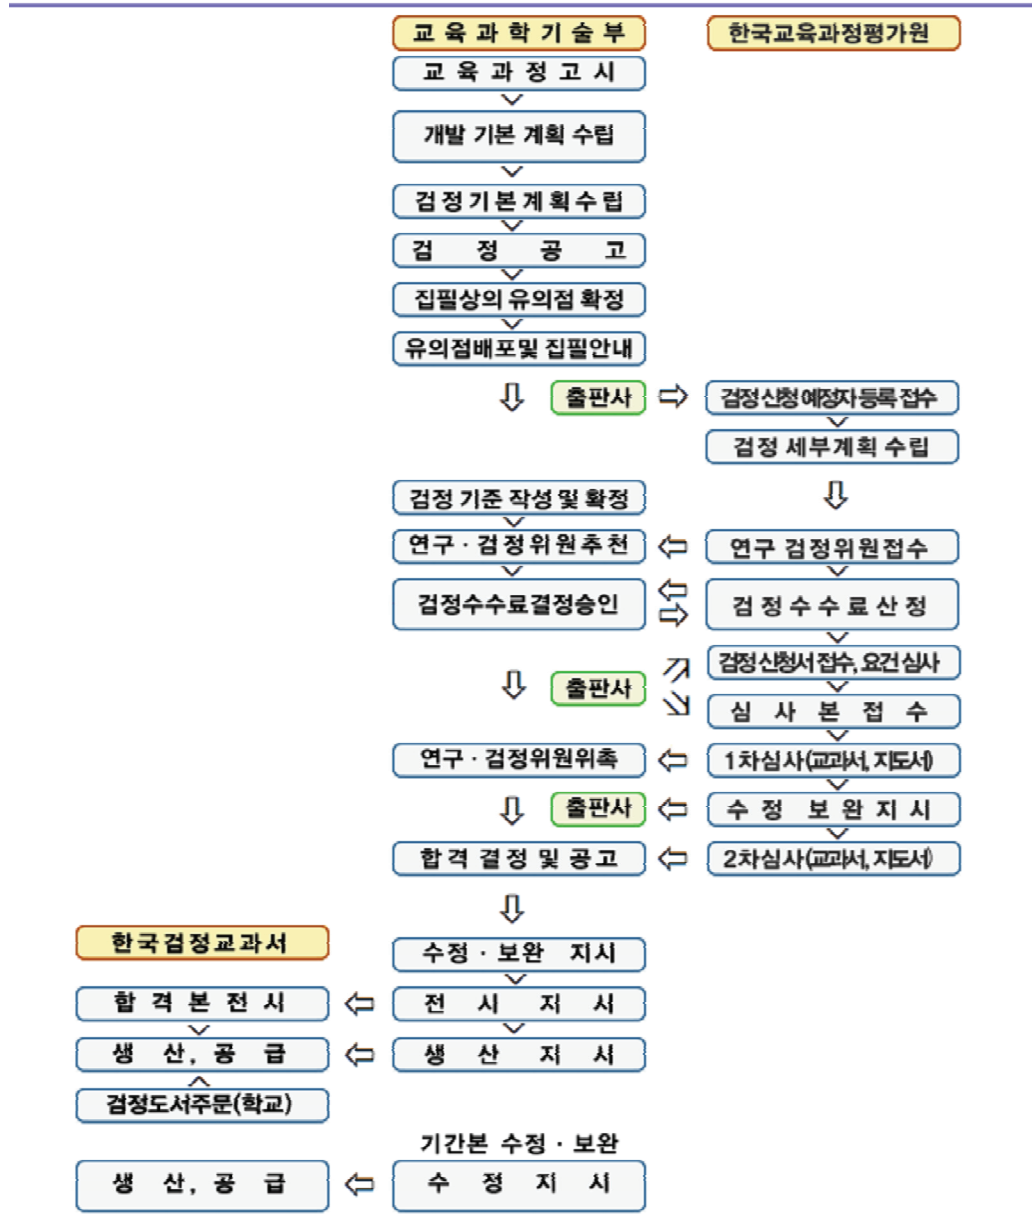 교육과학기술부 한국교육과정평가원
교육과정고시
개발 기본 계획 수립
검정기본계획수립
검정공고
집필상의 유의점 확정
유의점배포및 집필안내
출판사 검정신청예정자등록접수
검정 세부계획 수립
검정 기준 작성 및 확정
연구·검정위원추천 연구 검정위원접수
검정수수료결정승인 검정수수료산정
검정신청서접수, 요건심사
출판사
심사본접수
연구·검정위원위촉 1차심사(교과서, 지도서)
출판사 수정 보완지시
합격 결정 및 공고 2차심사(교과서, 지도서)
한국검정교과서 수정·보완 지시
합격본전시 전시지시
생산, 공급 생산지시
검정도서주문(학교)
기간본 수정·보완
생산, 공급 수정지시